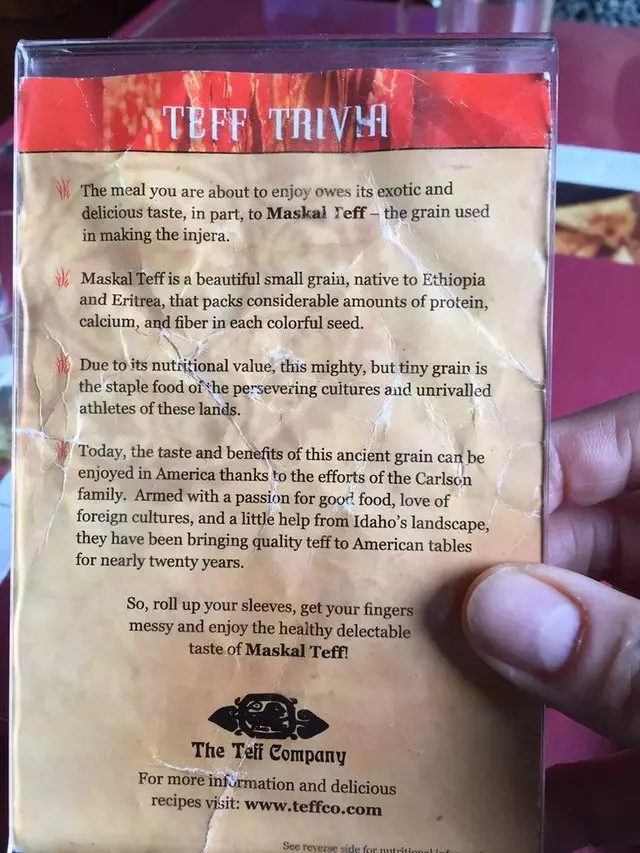 TEFF TRIVIA
The meal you are about to enjoy owes its exotic and
delicious taste, in part, to Maskal Teff – the grain used
in making the injera.
Maskal Teff is a beautiful small grain, native to Ethiopia
and Eritrea, that packs considerable amounts of protein,
calcium, and fiber in each colorful seed.
Due to its nutritional value, this mighty, but tiny grain is
the staple food of the persevering cultures and unrivalled
athletes of these lands.
Today, the taste and benefits of this ancient grain can be
enjoyed in America thanks to the efforts of the Carlson
family. Armed with a passion for good food, love of
foreign cultures, and a little help from Idaho's landscape,
they have been bringing quality teff to American tables
for nearly twenty years.
So, roll up your sleeves, get your fingers
messy and enjoy the healthy delectable
taste of Maskal Teff!
The Teff Company
For more information and delicious
recipes visit: www.teffco.com
See reverse side for nutritional